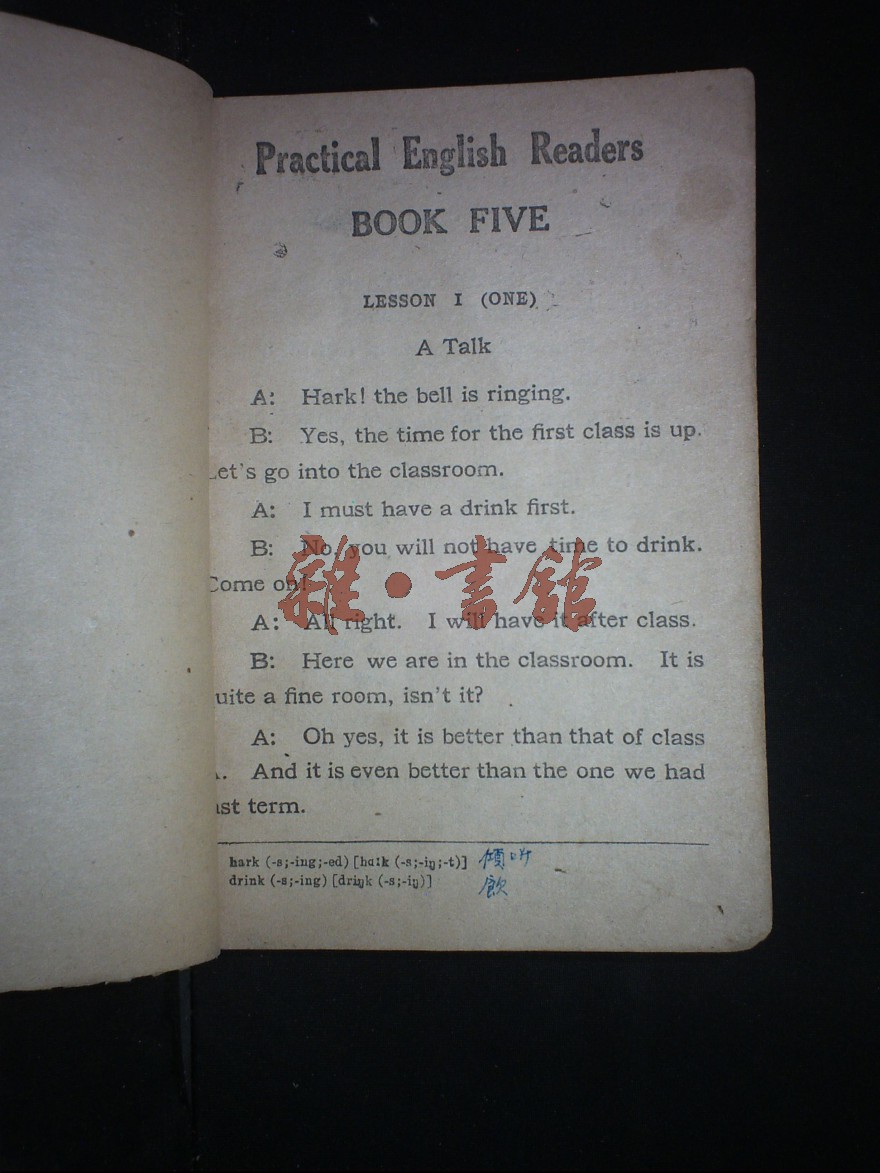 Practical English Readers
BOOK FIVE
LESSON I (ONE)
A Talk
A: Hark! the bell is ringing.
B: Yes, the time for the first class is up.
Let's go into the classroom.
A: I must have a drink first.
B: No, you will not have time to drink.
Come on!
雜·書舘
A: All right. I will have it after class.
B: Here we are in the classroom. It is
uite a fine room, isn't it?
A: Oh yes, it is better than that of class
. And it is even better than the one we had
ast term.
hark (-s;-ing;-ed) [hɑːk (-s;-iŋ;-t)] 傾听
drink (-s;-ing) [driŋk (-s;-iŋ)] 飲